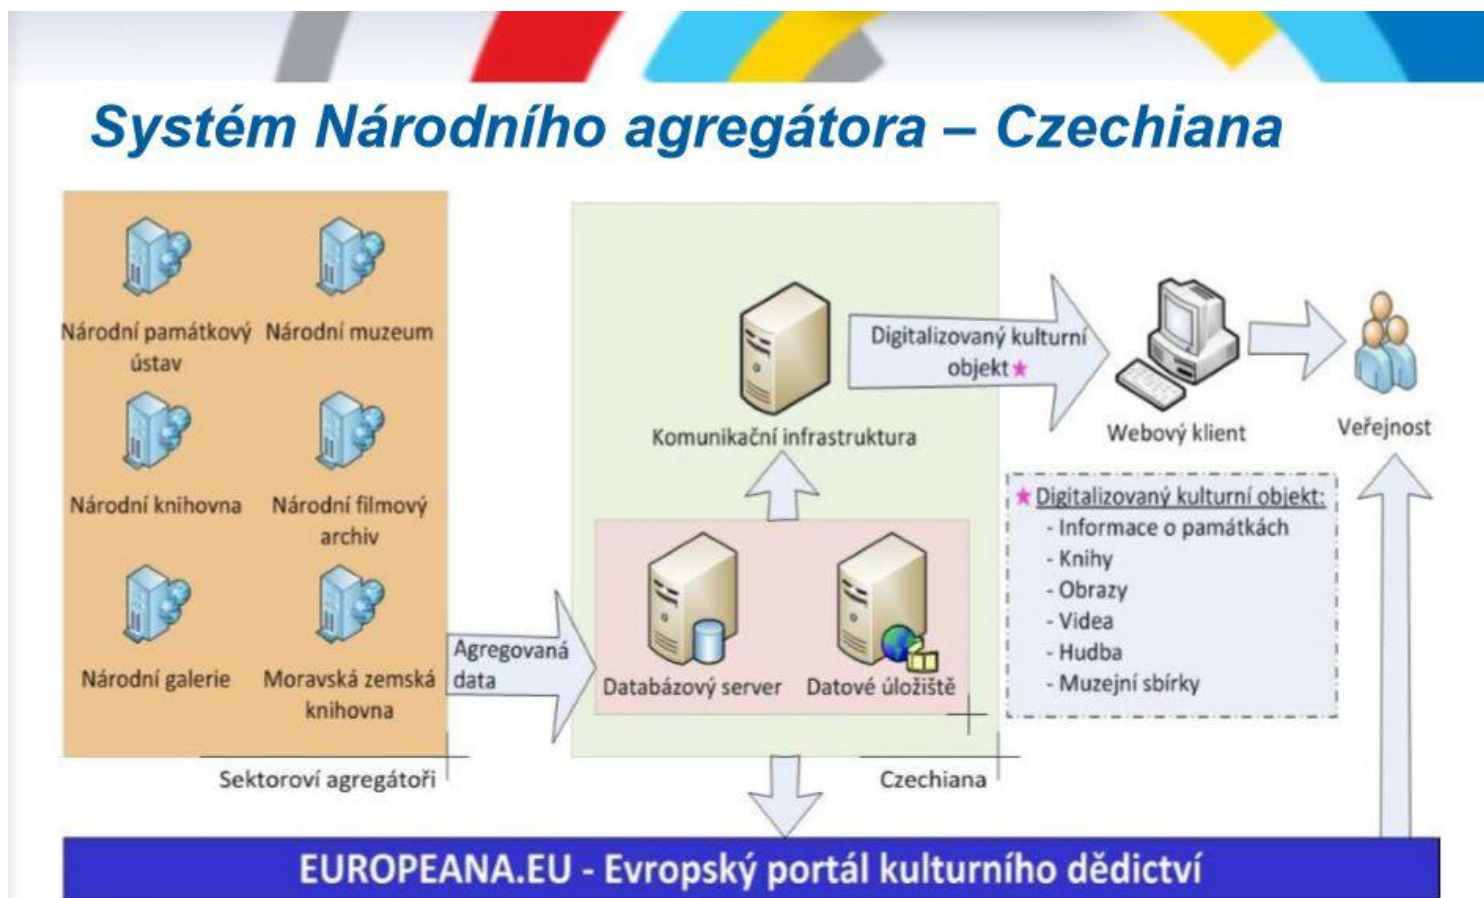 Systém Národního agregátora – Czechiana
Národní památkový
ústav
Národní muzeum
Národní knihovna
Národní filmový
archiv
Národní galerie
Moravská zemská
knihovna
Sektoroví agregátoři
Agregovaná
data
Komunikační infrastruktura
Databázový server
Datové úložiště
Czechiana
Digitalizovaný kulturní
objekt★
Webový klient
Veřejnost
★ Digitalizovaný kulturní objekt:
- Informace o památkách
- Knihy
- Obrazy
- Videa
- Hudba
- Muzejní sbírky
EUROPEANA.EU - Evropský portál kulturního dědictví